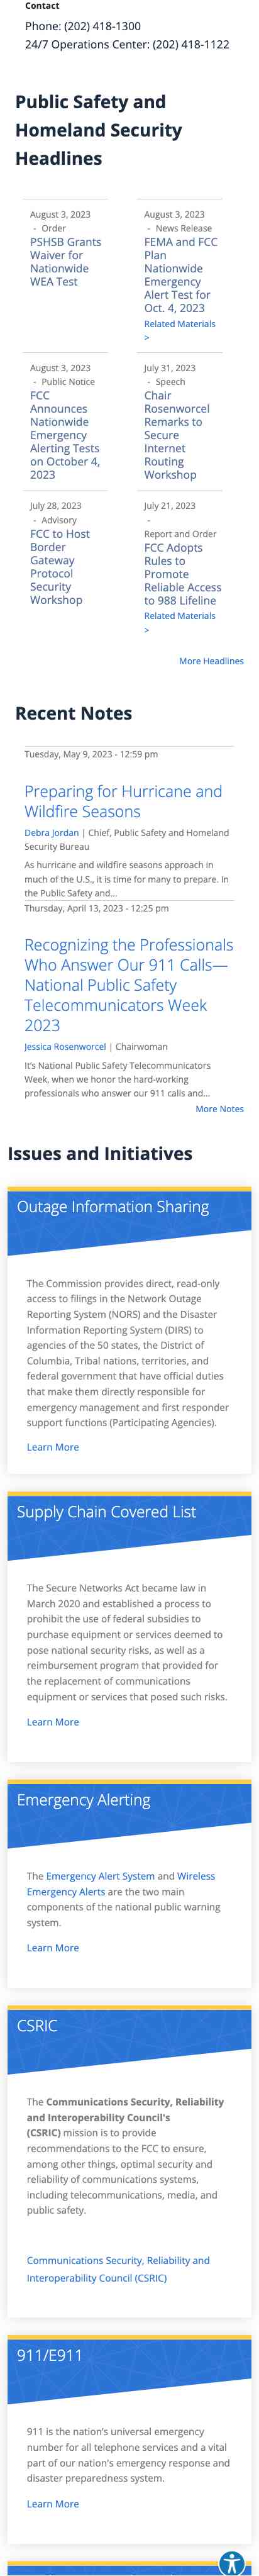 Contact
Phone: (202) 418-1300
24/7 Operations Center: (202) 418-1122
Public Safety and
Homeland Security
Headlines
August 3, 2023
- Order
PSHSB Grants
Waiver for
Nationwide
WEA Test
August 3, 2023
- News Release
FEMA and FCC
Plan
Nationwide
Emergency
Alert Test for
Oct. 4, 2023
Related Materials
>
August 3, 2023
- Public Notice
FCC
Announces
Nationwide
Emergency
Alerting Tests
on October 4,
2023
July 31, 2023
- Speech
Chair
Rosenworcel
Remarks to
Secure
Internet
Routing
Workshop
July 28, 2023
- Advisory
FCC to Host
Border
Gateway
Protocol
Security
Workshop
July 21, 2023
-
Report and Order
FCC Adopts
Rules to
Promote
Reliable Access
to 988 Lifeline
Related Materials
>
More Headlines
Recent Notes
Tuesday, May 9, 2023 - 12:59 pm
Preparing for Hurricane and
Wildfire Seasons
Debra Jordan | Chief, Public Safety and Homeland
Security Bureau
As hurricane and wildfire seasons approach in
much of the U.S., it is time for many to prepare. In
the Public Safety and...
Thursday, April 13, 2023 - 12:25 pm
Recognizing the Professionals
Who Answer Our 911 Calls—
National Public Safety
Telecommunicators Week
2023
Jessica Rosenworcel | Chairwoman
It's National Public Safety Telecommunicators
Week, when we honor the hard-working
professionals who answer our 911 calls and...
More Notes
Issues and Initiatives
Outage Information Sharing
The Commission provides direct, read-only
access to filings in the Network Outage
Reporting System (NORS) and the Disaster
Information Reporting System (DIRS) to
agencies of the 50 states, the District of
Columbia, Tribal nations, territories, and
federal government that have official duties
that make them directly responsible for
emergency management and first responder
support functions (Participating Agencies).
Learn More
Supply Chain Covered List
The Secure Networks Act became law in
March 2020 and established a process to
prohibit the use of federal subsidies to
purchase equipment or services deemed to
pose national security risks, as well as a
reimbursement program that provided for
the replacement of communications
equipment or services that posed such risks.
Learn More
Emergency Alerting
The Emergency Alert System and Wireless
Emergency Alerts are the two main
components of the national public warning
system.
Learn More
CSRIC
The Communications Security, Reliability
and Interoperability Council's
(CSRIC) mission is to provide
recommendations to the FCC to ensure,
among other things, optimal security and
reliability of communications systems,
including telecommunications, media, and
public safety.
Communications Security, Reliability and
Interoperability Council (CSRIC)
911/E911
911 is the nation's universal emergency
number for all telephone services and a vital
part of our nation's emergency response and
disaster preparedness system.
Learn More